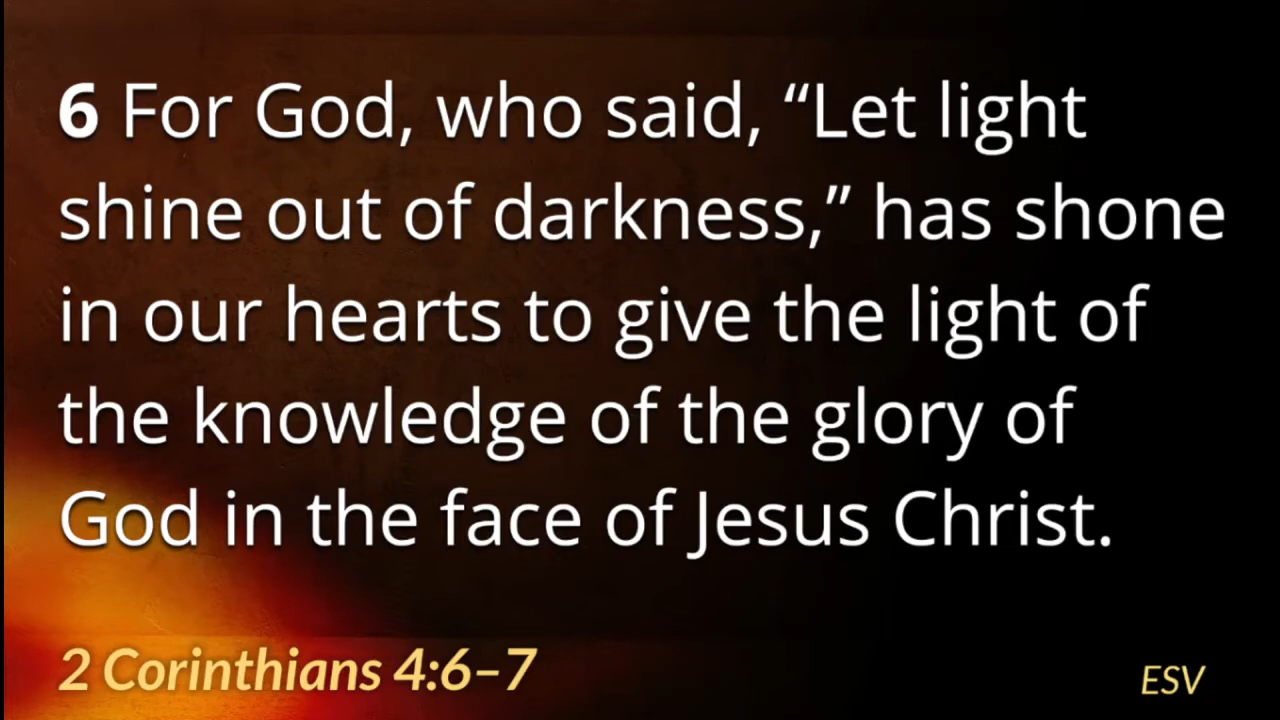 6 For God, who said, “Let light
shine out of darkness,” has shone
in our hearts to give the light of
the knowledge of the glory of
God in the face of Jesus Christ.
2 Corinthians 4:6–7
ESV